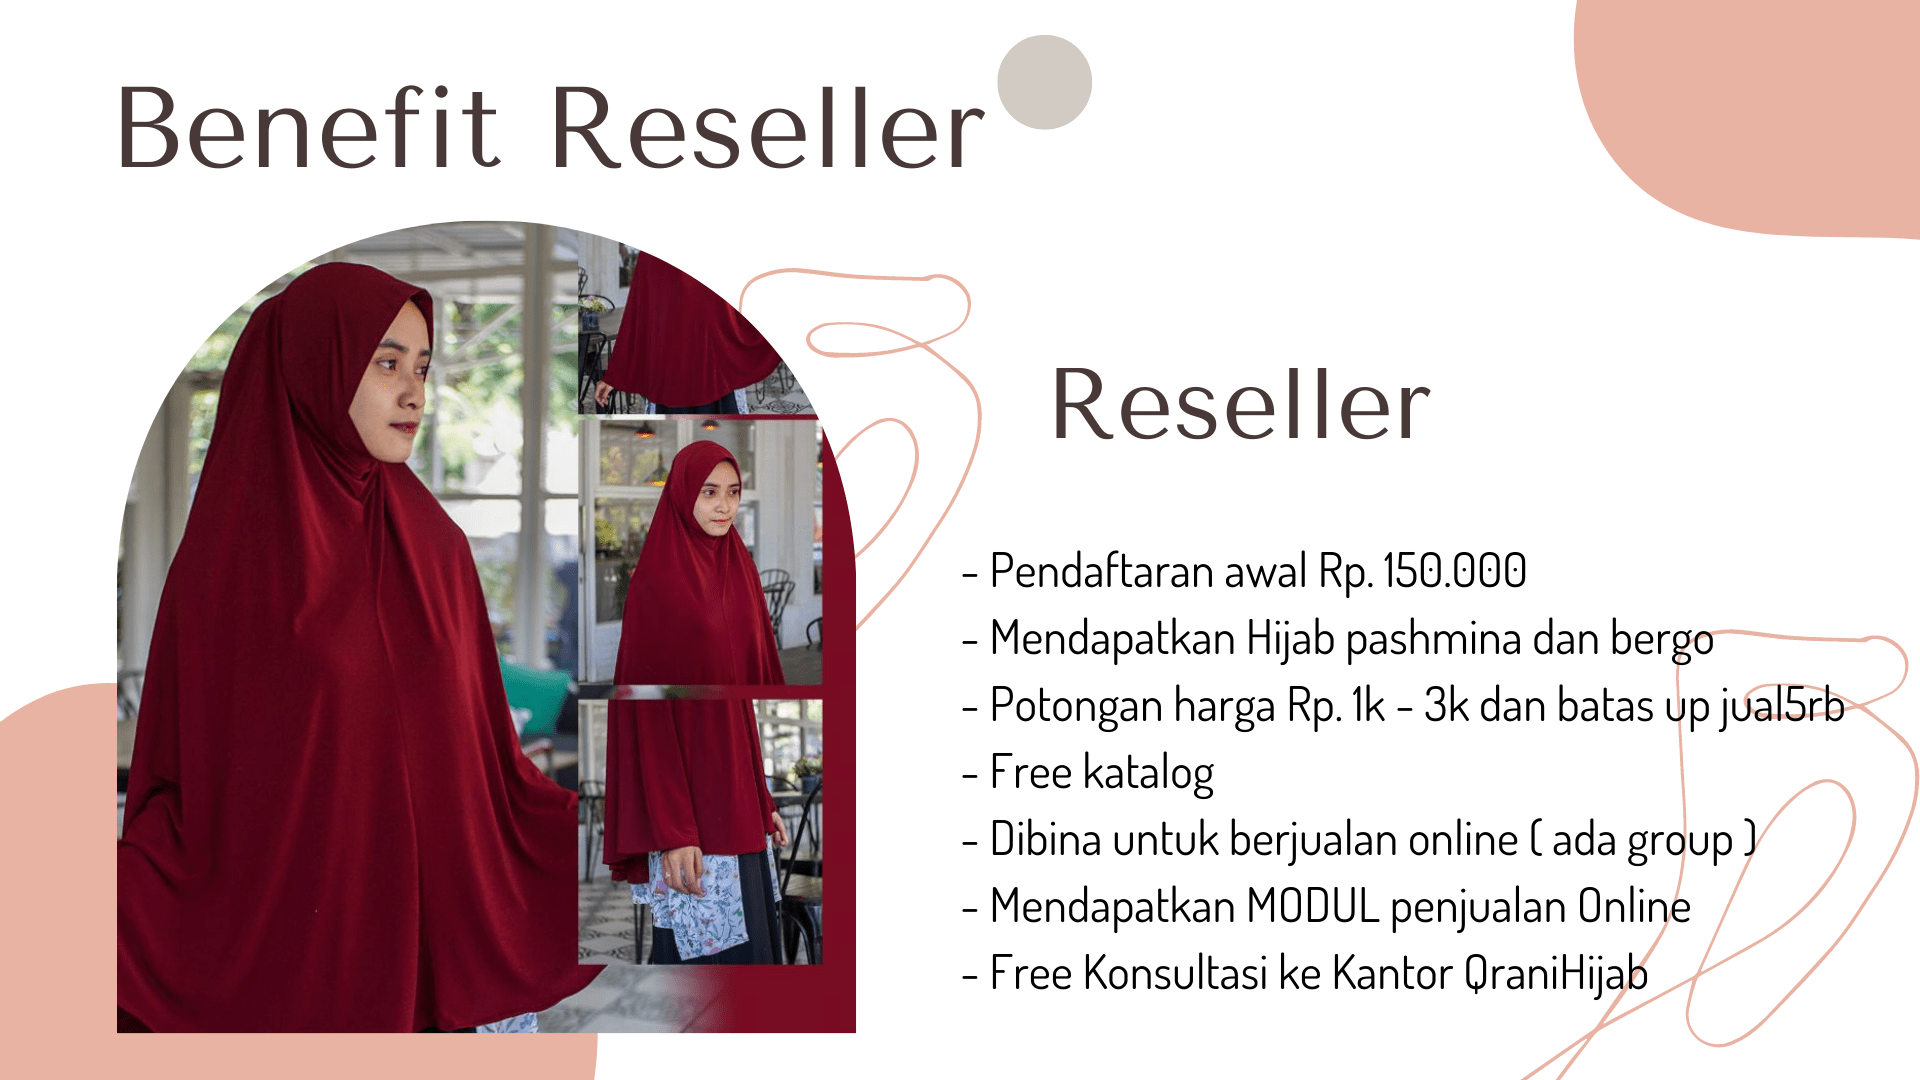 Benefit Reseller
Reseller
- Pendaftaran awal Rp. 150.000
- Mendapatkan Hijab pashmina dan bergo
- Potongan harga Rp. 1k - 3k dan batas up jual5rb
- Free katalog
- Dibina untuk berjualan online ( ada group )
- Mendapatkan MODUL penjualan Online
- Free Konsultasi ke Kantor QraniHijab